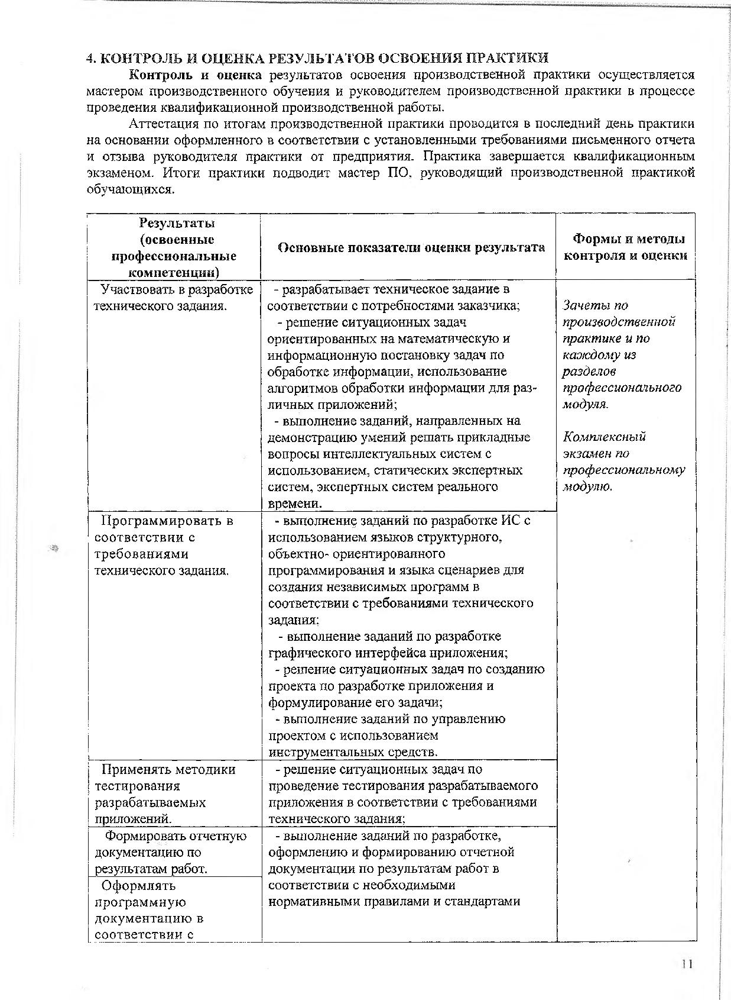 4. КОНТРОЛЬ И ОЦЕНКА РЕЗУЛЬТАТОВ ОСВОЕНИЯ ПРАКТИКИ
Контроль и оценка результатов освоения производственной практики осуществляется
мастером производственного обучения и руководителем производственной практики в процессе
проведения квалификационной производственной работы.
Аттестация по итогам производственной практики проводится в последний день практики
на основании оформленного в соответствии с установленными требованиями письменного отчета
и отзыва руководителя практики от предприятия. Практика завершается квалификационным
экзаменом. Итоги практики подводит мастер ПО, руководящий производственной практикой
обучающихся.
Результаты
(освоенные
профессиональные
компетенции)
Основные показатели оценки результата
Формы и методы
контроля и оценки
Участвовать в разработке
технического задания.
- разрабатывает техническое задание в
соответствии с потребностями заказчика;
- решение ситуационных задач
ориентированных на математическую и
информационную постановку задач по
обработке информации, использование
алгоритмов обработки информации для раз-
личных приложений;
- выполнение заданий, направленных на
демонстрацию умений решать прикладные
вопросы интеллектуальных систем с
использованием, статических экспертных
систем, экспертных систем реального
времени.
Зачеты по
производственной
практике и по
каждому из
разделов
профессионального
модуля.
Комплексный
экзамен по
профессиональному
модулю.
Программировать в
соответствии с
требованиями
технического задания.
- выполнение заданий по разработке ИС с
использованием языков структурного,
объектно- ориентированного
программирования и языка сценариев для
создания независимых программ в
соответствии с требованиями технического
задания;
- выполнение заданий по разработке
графического интерфейса приложения;
- решение ситуационных задач по созданию
проекта по разработке приложения и
формулирование его задачи;
- выполнение заданий по управлению
проектом с использованием
инструментальных средств.
Применять методики
тестирования
разрабатываемых
приложений.
- решение ситуационных задач по
проведение тестирования разрабатываемого
приложения в соответствии с требованиями
технического задания;
Формировать отчетную
документацию по
результатам работ.
- выполнение заданий по разработке,
оформлению и формированию отчетной
документации по результатам работ в
соответствии с необходимыми
нормативными правилами и стандартами
Оформлять
программную
документацию в
соответствии с
11